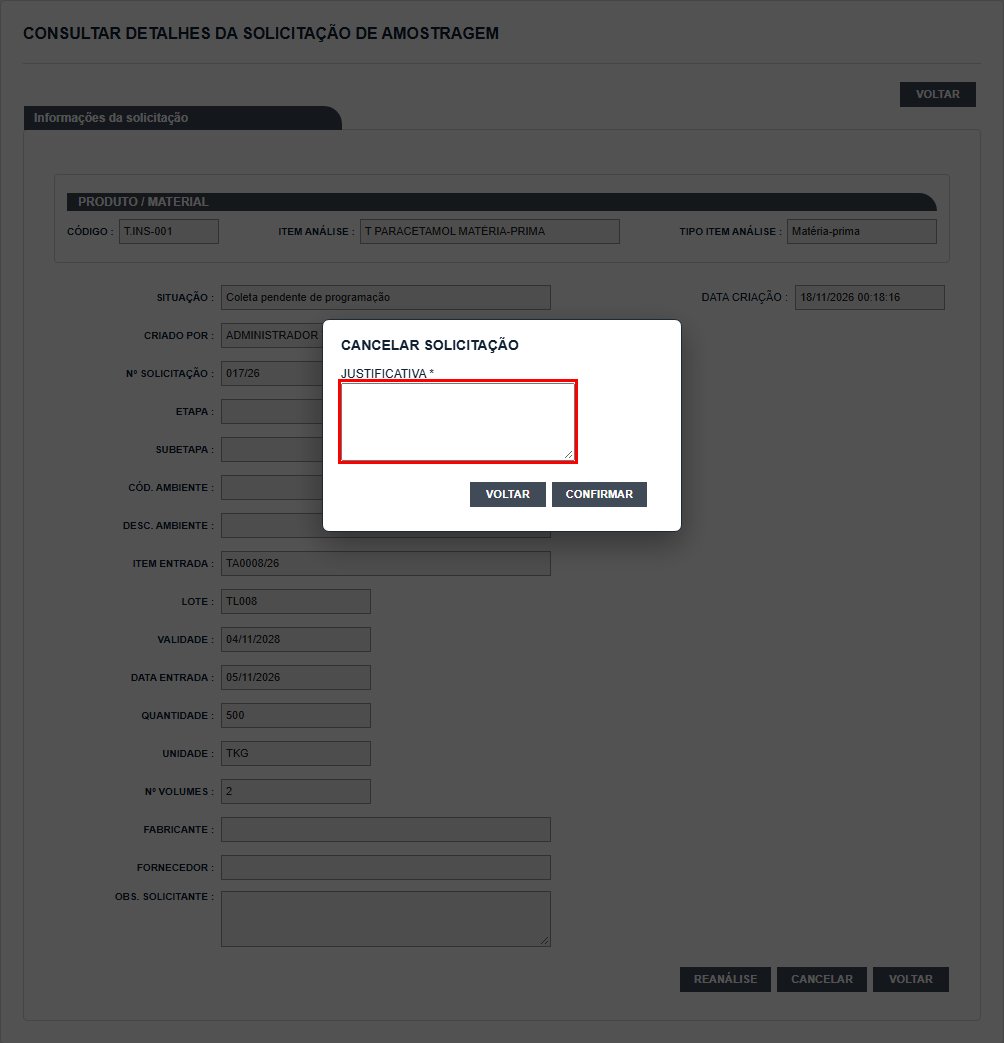 CONSULTAR DETALHES DA SOLICITAÇÃO DE AMOSTRAGEM
VOLTAR
Informações da solicitação
PRODUTO / MATERIAL
CÓDIGO : T.INS-001 ITEM ANÁLISE : T PARACETAMOL MATÉRIA-PRIMA TIPO ITEM ANÁLISE : Matéria-prima
SITUAÇÃO : Coleta pendente de programação DATA CRIAÇÃO : 18/11/2026 00:18:16
CRIADO POR : ADMINISTRADOR
Nº SOLICITAÇÃO : 017/26
ETAPA :
SUBETAPA :
CÓD. AMBIENTE :
DESC. AMBIENTE :
CANCELAR SOLICITAÇÃO
JUSTIFICATIVA *
VOLTAR CONFIRMAR
ITEM ENTRADA : TA0008/26
LOTE : TL008
VALIDADE : 04/11/2028
DATA ENTRADA : 05/11/2026
QUANTIDADE : 500
UNIDADE : TKG
Nº VOLUMES : 2
FABRICANTE :
FORNECEDOR :
OBS. SOLICITANTE :
REANÁLISE CANCELAR VOLTAR